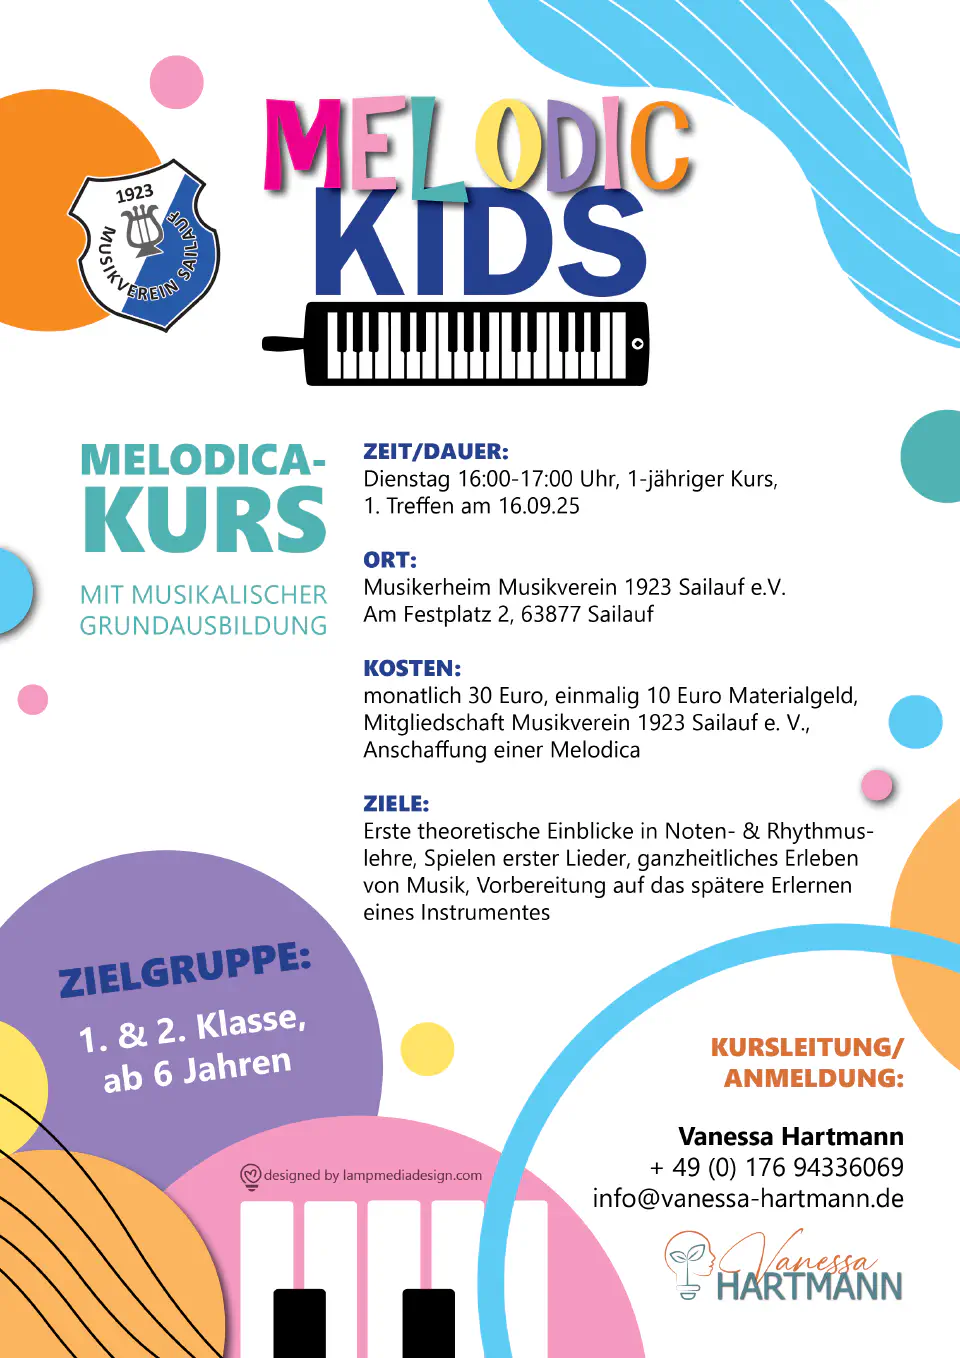 MELODIC
KIDS
1923
MUSIKVEREIN SAILAUF
MELODICA-
KURS
MIT MUSIKALISCHER
GRUNDAUSBILDUNG
ZEIT/DAUER:
Dienstag 16:00-17:00 Uhr, 1-jähriger Kurs,
1. Treffen am 16.09.25
ORT:
Musikerheim Musikverein 1923 Sailauf e.V.
Am Festplatz 2, 63877 Sailauf
KOSTEN:
monatlich 30 Euro, einmalig 10 Euro Materialgeld,
Mitgliedschaft Musikverein 1923 Sailauf e. V.,
Anschaffung einer Melodica
ZIELE:
Erste theoretische Einblicke in Noten- & Rhythmus-
lehre, Spielen erster Lieder, ganzheitliches Erleben
von Musik, Vorbereitung auf das spätere Erlernen
eines Instrumentes
ZIELGRUPPE:
1. & 2. Klasse,
ab 6 Jahren
KURSLEITUNG/
ANMELDUNG:
Vanessa Hartmann
+ 49 (0) 176 94336069
info@vanessa-hartmann.de
designed by lampmediadesign.com
Vanessa
HARTMANN